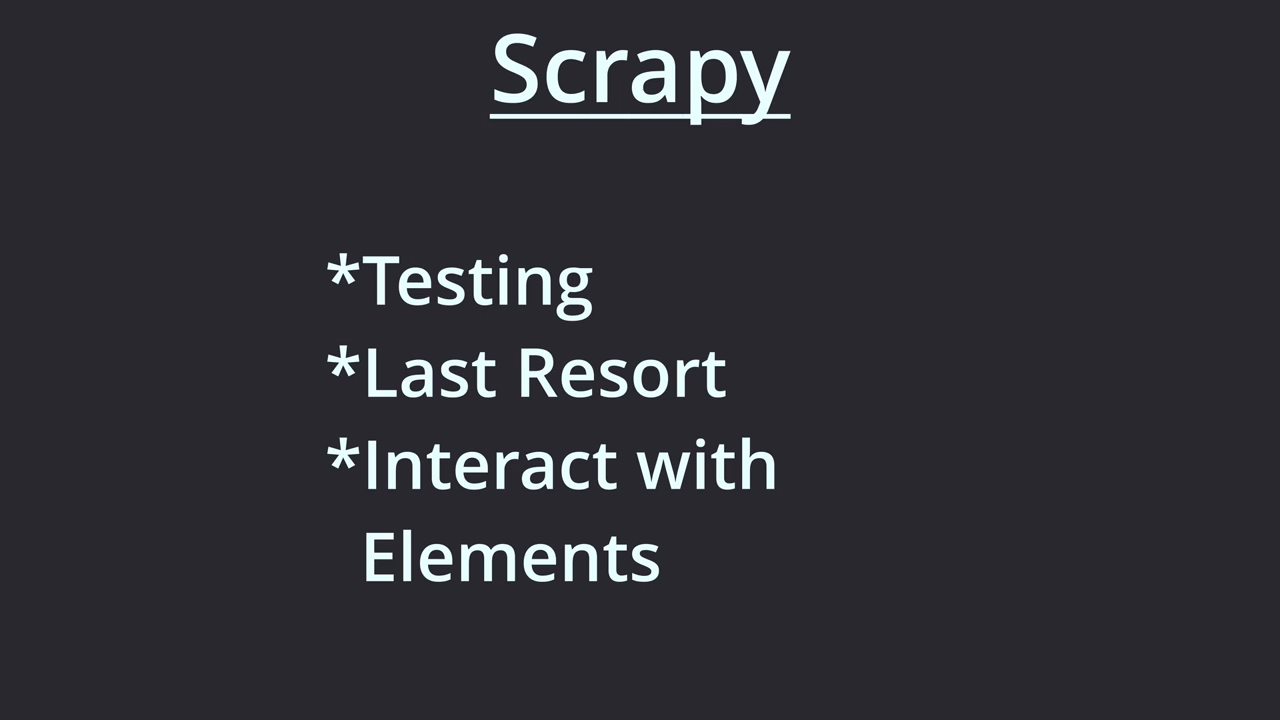 Scrapy
*Testing
*Last Resort
*Interact with
Elements